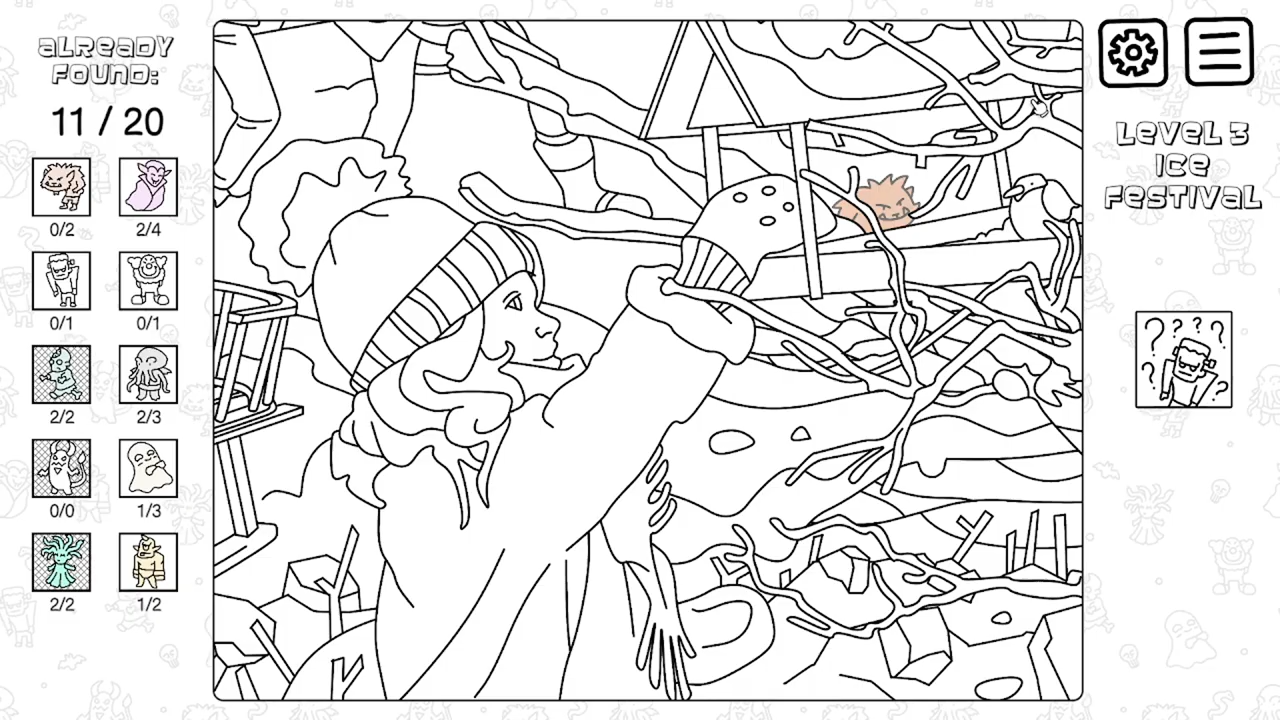 ALREADY
FOUND:
11 / 20
0/2
2/4
0/1
0/1
2/2
2/3
0/0
1/3
2/2
1/2
LEVEL 3
ICE
FESTIVAL
? ? ? ?
? ?